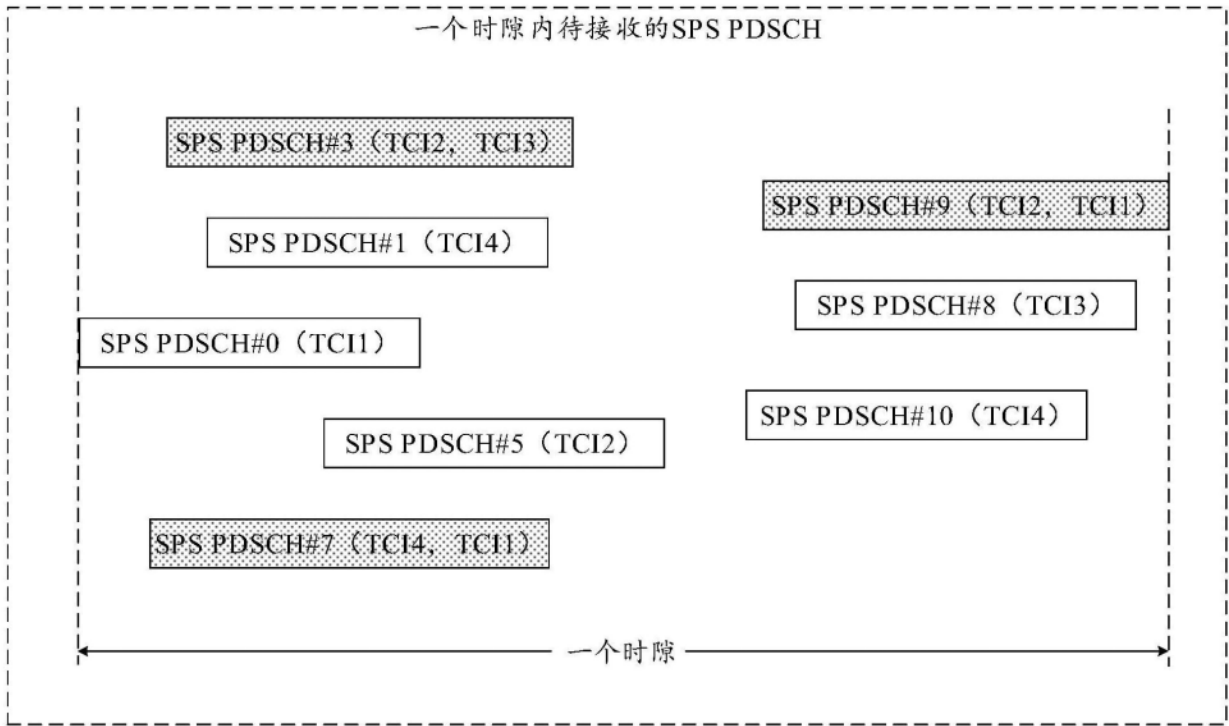 一个时隙内待接收的SPS PDSCH
SPS PDSCH#3（TCI2，TCI3）
SPS PDSCH#9（TCI2，TCI1）
SPS PDSCH#1（TCI4）
SPS PDSCH#8（TCI3）
SPS PDSCH#0（TCI1）
SPS PDSCH#10（TCI4）
SPS PDSCH#5（TCI2）
SPS PDSCH#7（TCI4，TCI1）
一个时隙